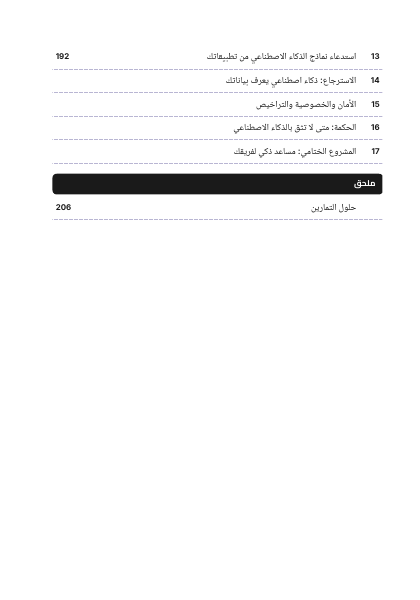 13 استدعاء نماذج الذكاء الاصطناعي من تطبيقاتك 192
14 الاسترجاع: ذكاء اصطناعي يعرف بياناتك
15 الأمان والخصوصية والتراخيص
16 الحكمة: متى لا تثق بالذكاء الاصطناعي
17 المشروع الختامي: مساعد ذكي لفريقك
ملحق
حلول التمارين 206